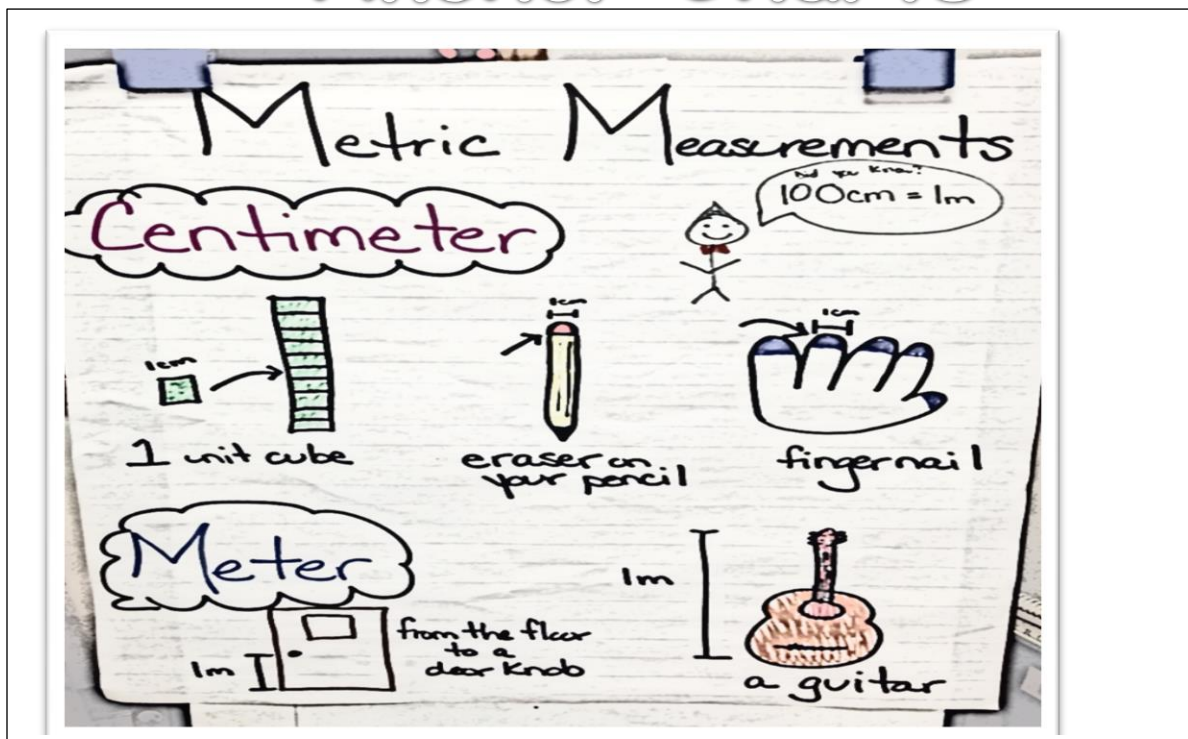 Metric Measurements
Did you know?
100cm = 1m
Centimeter
1cm
1cm
1cm
1 unit cube
eraser on
your pencil
fingernail
Meter
1m
from the floor
to a
door knob
1m
a guitar